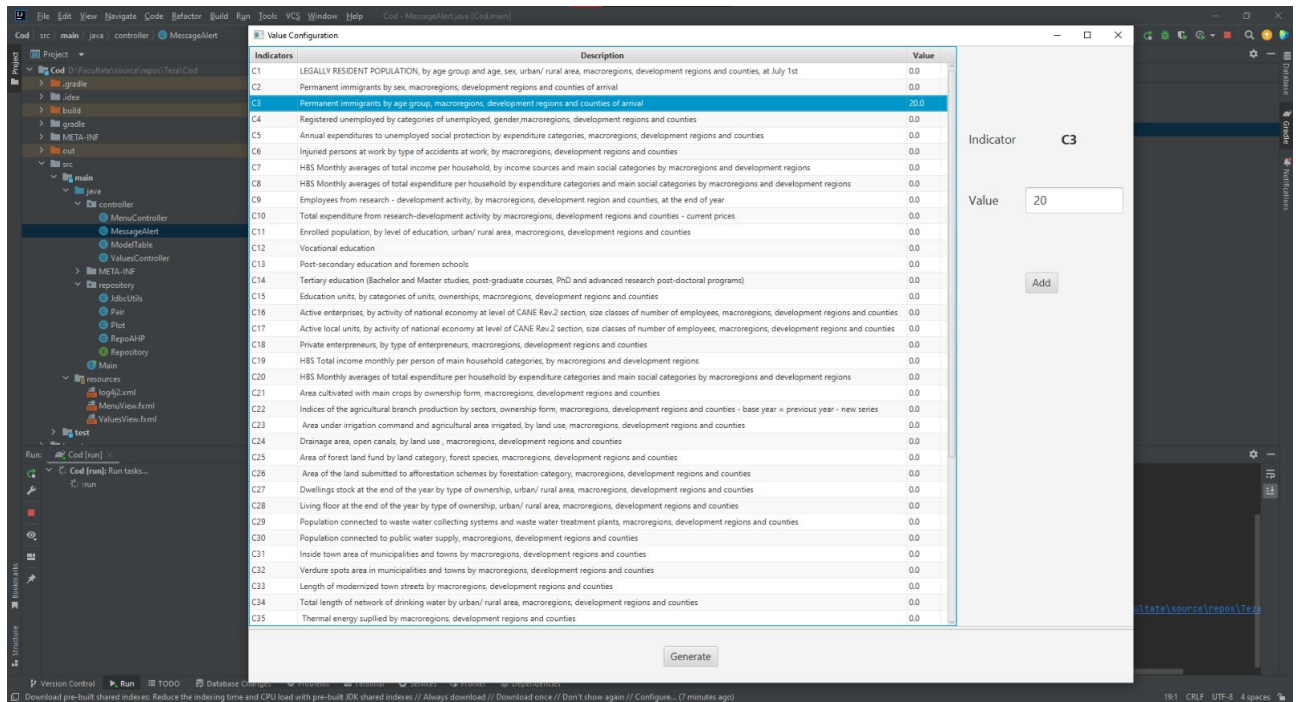 File Edit View Navigate Code Refactor Build Run Tools VCS Window Help Cod - MessageAlert.java [Cod.main]
Cod src main java controller MessageAlert
Project
Cod D:\Facultate\source\repos\Teza\Cod
.gradle
.idea
build
gradle
META-INF
out
src
main
java
controller
MenuController
MessageAlert
ModelTable
ValuesController
META-INF
repository
JdbcUtils
Pair
Plot
RepoAHP
Repository
Main
resources
log4j2.xml
MenuView.fxml
ValuesView.fxml
test
Value Configuration
Indicators Description Value
C1 LEGALLY RESIDENT POPULATION, by age group and age, sex, urban/ rural area, macroregions, development regions and counties, at July 1st 0.0
C2 Permanent immigrants by sex, macroregions, development regions and counties of arrival 0.0
C3 Permanent immigrants by age group, macroregions, development regions and counties of arrival 20.0
C4 Registered unemployed by categories of unemployed, gender,macroregions, development regions and counties 0.0
C5 Annual expenditures to unemployed social protection by expenditure categories, macroregions, development regions and counties 0.0
C6 Injuried persons at work by type of accidents at work, by macroregions, development regions and counties 0.0
C7 HBS Monthly averages of total income per household, by income sources and main social categories by macroregions and development regions 0.0
C8 HBS Monthly averages of total expenditure per household by expenditure categories and main social categories by macroregions and development regions 0.0
C9 Employees from research - development activity, by macroregions, development region and counties, at the end of year 0.0
C10 Total expenditure from research-development activity by macroregions, development regions and counties - current prices 0.0
C11 Enrolled population, by level of education, urban/ rural area, macroregions, development regions and counties 0.0
C12 Vocational education 0.0
C13 Post-secondary education and foremen schools 0.0
C14 Tertiary education (Bachelor and Master studies, post-graduate courses, PhD and advanced research post-doctoral programs) 0.0
C15 Education units, by categories of units, ownerships, macroregions, development regions and counties 0.0
C16 Active enterprises, by activity of national economy at level of CANE Rev.2 section, size classes of number of employees, macroregions, development regions and counties 0.0
C17 Active local units, by activity of national economy at level of CANE Rev.2 section, size classes of number of employees, macroregions, development regions and counties 0.0
C18 Private enterpreneurs, by type of enterpreneurs, macroregions, development regions and counties 0.0
C19 HBS Total income monthly per person of main household categories, by macroregions and development regions 0.0
C20 HBS Monthly averages of total expenditure per household by expenditure categories and main social categories by macroregions and development regions 0.0
C21 Area cultivated with main crops by ownership form, macroregions, development regions and counties 0.0
C22 Indices of the agricultural branch production by sectors, ownership form, macroregions, development regions and counties - base year = previous year - new series 0.0
C23 Area under irrigation command and agricultural area irrigated, by land use, macroregions, development regions and counties 0.0
C24 Drainage area, open canals, by land use , macroregions, development regions and counties 0.0
C25 Area of forest land fund by land category, forest species, macroregions, development regions and counties 0.0
C26 Area of the land submitted to afforestation schemes by forestation category, macroregions, development regions and counties 0.0
C27 Dwellings stock at the end of the year by type of ownership, urban/ rural area, macroregions, development regions and counties 0.0
C28 Living floor at the end of the year by type of ownership, urban/ rural area, macroregions, development regions and counties 0.0
C29 Population connected to waste water collecting systems and waste water treatment plants, macroregions, development regions and counties 0.0
C30 Population connected to public water supply, macroregions, development regions and counties 0.0
C31 Inside town area of municipalities and towns by macroregions, development regions and counties 0.0
C32 Verdure spots area in municipalities and towns by macroregions, development regions and counties 0.0
C33 Length of modernized town streets by macroregions, development regions and counties 0.0
C34 Total length of network of drinking water by urban/ rural area, macroregions, development regions and counties 0.0
C35 Thermal energy supllied by macroregions, development regions and counties 0.0
Indicator C3
Value 20
Add
Generate
Project
Bookmarks
Structure
Database
Gradle
Notifications
Run: Cod [run]
Cod [run]: Run tasks...
:run
ultate\source\repos\Teza
Version Control Run TODO Database Changes Problems Terminal Services Profiler Dependencies
Download pre-built shared indexes: Reduce the indexing time and CPU load with pre-built JDK shared indexes // Always download // Download once // Don't show again // Configure... (7 minutes ago) 19:1 CRLF UTF-8 4 spaces